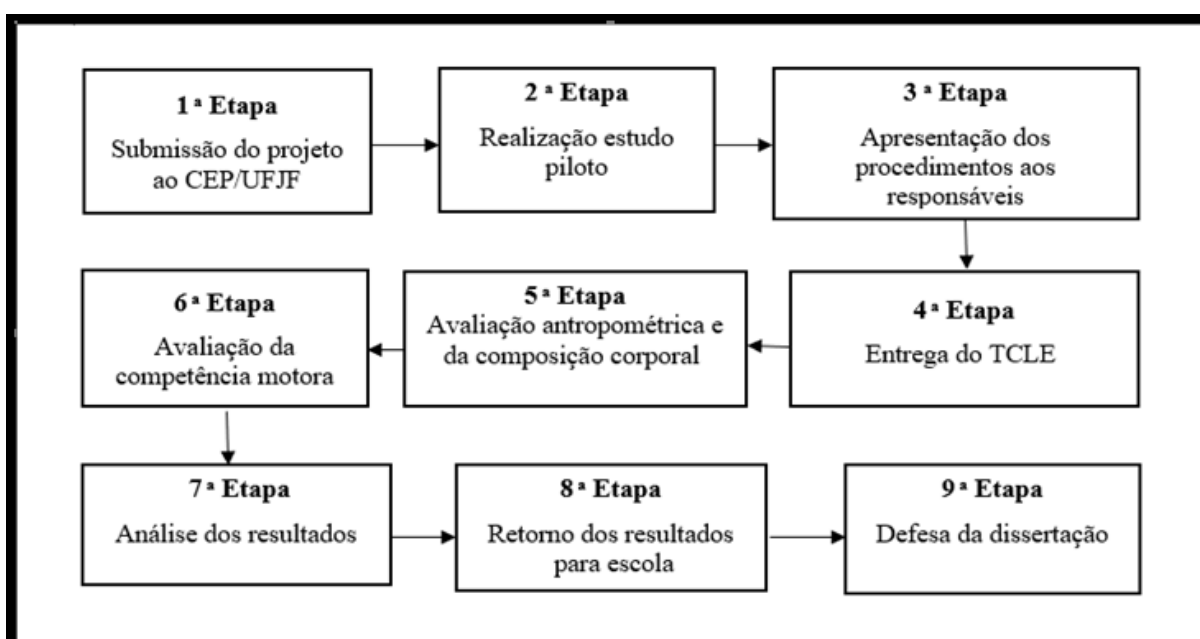 1ª Etapa
Submissão do projeto
ao CEP/UFJF
2ª Etapa
Realização estudo
piloto
3ª Etapa
Apresentação dos
procedimentos aos
responsáveis
4ª Etapa
Entrega do TCLE
5ª Etapa
Avaliação antropométrica e
da composição corporal
6ª Etapa
Avaliação da
competência motora
7ª Etapa
Análise dos resultados
8ª Etapa
Retorno dos resultados
para escola
9ª Etapa
Defesa da dissertação